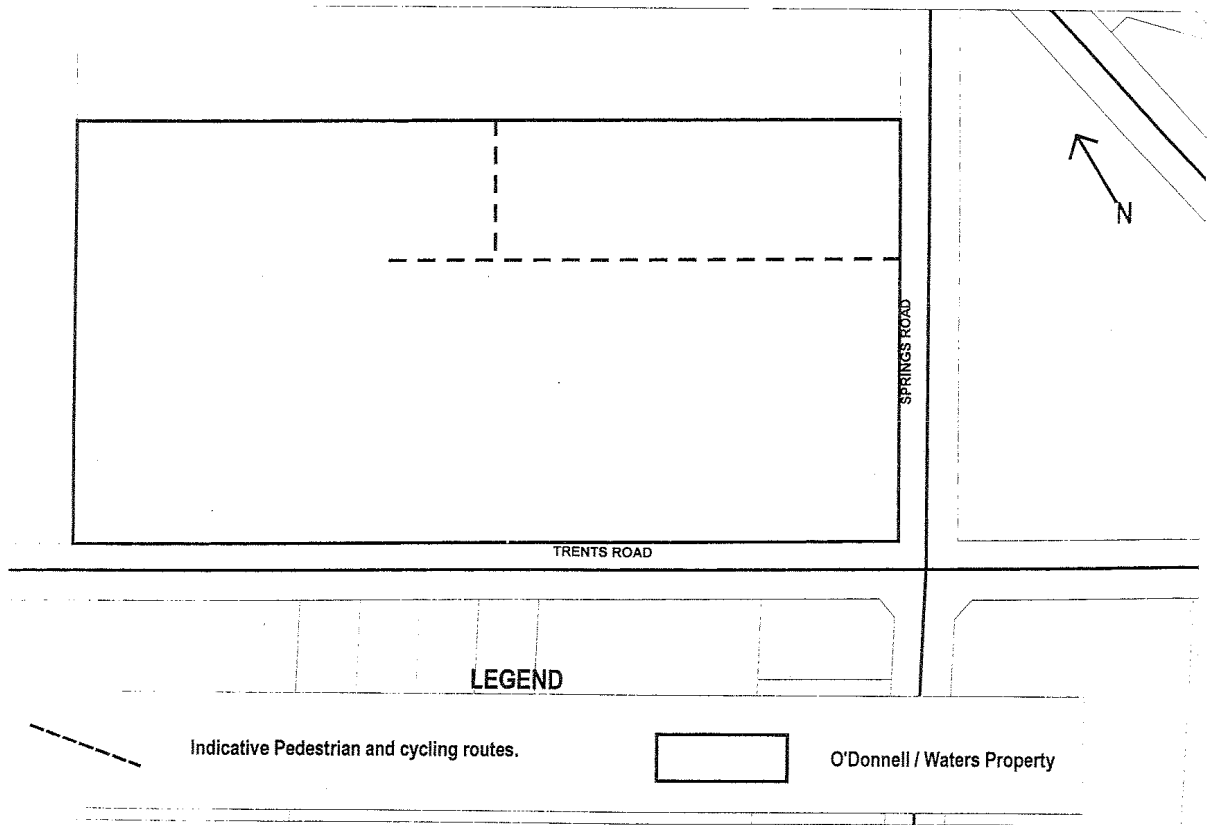 N
SPRINGS ROAD
TRENTS ROAD
LEGEND
Indicative Pedestrian and cycling routes.
O'Donnell / Waters Property